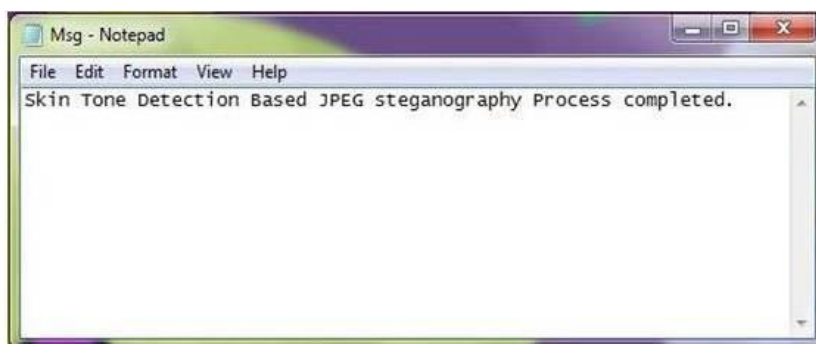 Msg - Notepad
File Edit Format View Help
Skin Tone Detection Based JPEG steganography Process completed.